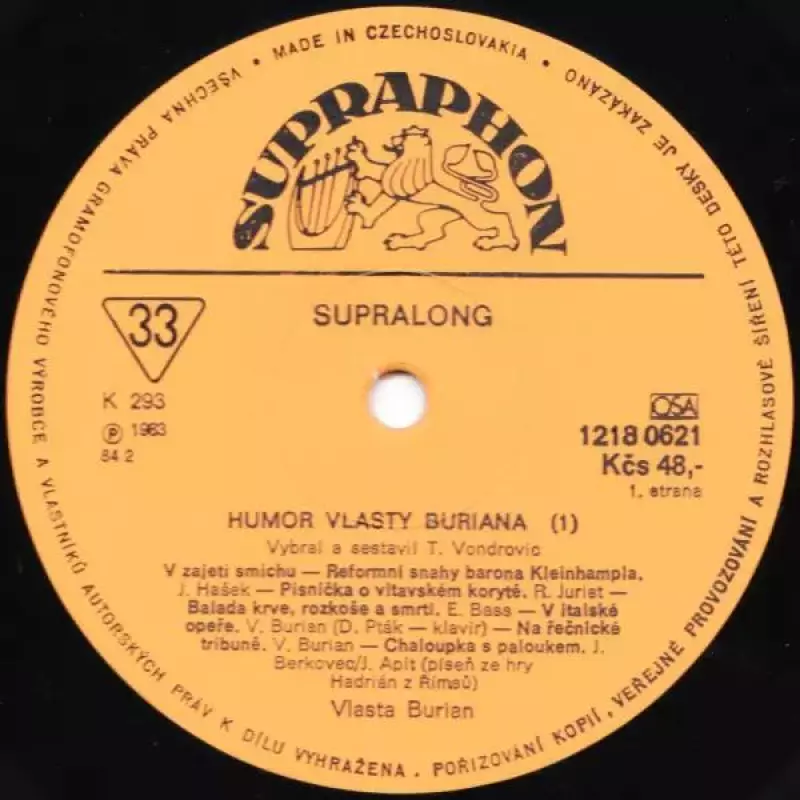 VŠECHNA PRÁVA GRAMOFONOVÉHO VÝROBCE A VLASTNÍKŮ AUTORSKÝCH PRÁV K DÍLU VYHRAŽENA. POŘIZOVÁNÍ KOPIÍ, VEŘEJNÉ PROVOZOVÁNÍ A ROZHLASOVÉ ŠÍŘENÍ TÉTO DESKY JE ZAKÁZÁNO
• MADE IN CZECHOSLOVAKIA •
SUPRAPHON
33
SUPRALONG
K 293
Ⓟ 1963
84 2
OSA
1218 0621
Kčs 48,-
1. strana
HUMOR VLASTY BURIANA (1)
Vybral a sestavil T. Vondrovic
V zajetí smíchu — Reformní snahy barona Kleinhampla.
J. Hašek — Písnička o vltavském korytě. R. Jurist —
Balada krve, rozkoše a smrti. E. Bass — V italské
opeře. V. Burian (D. Pták — klavír) — Na řečnické
tribuně. V. Burian — Chaloupka s paloukem. J.
Berkovec/J. Aplt (píseň ze hry
Hadrián z Římsů)
Vlasta Burian